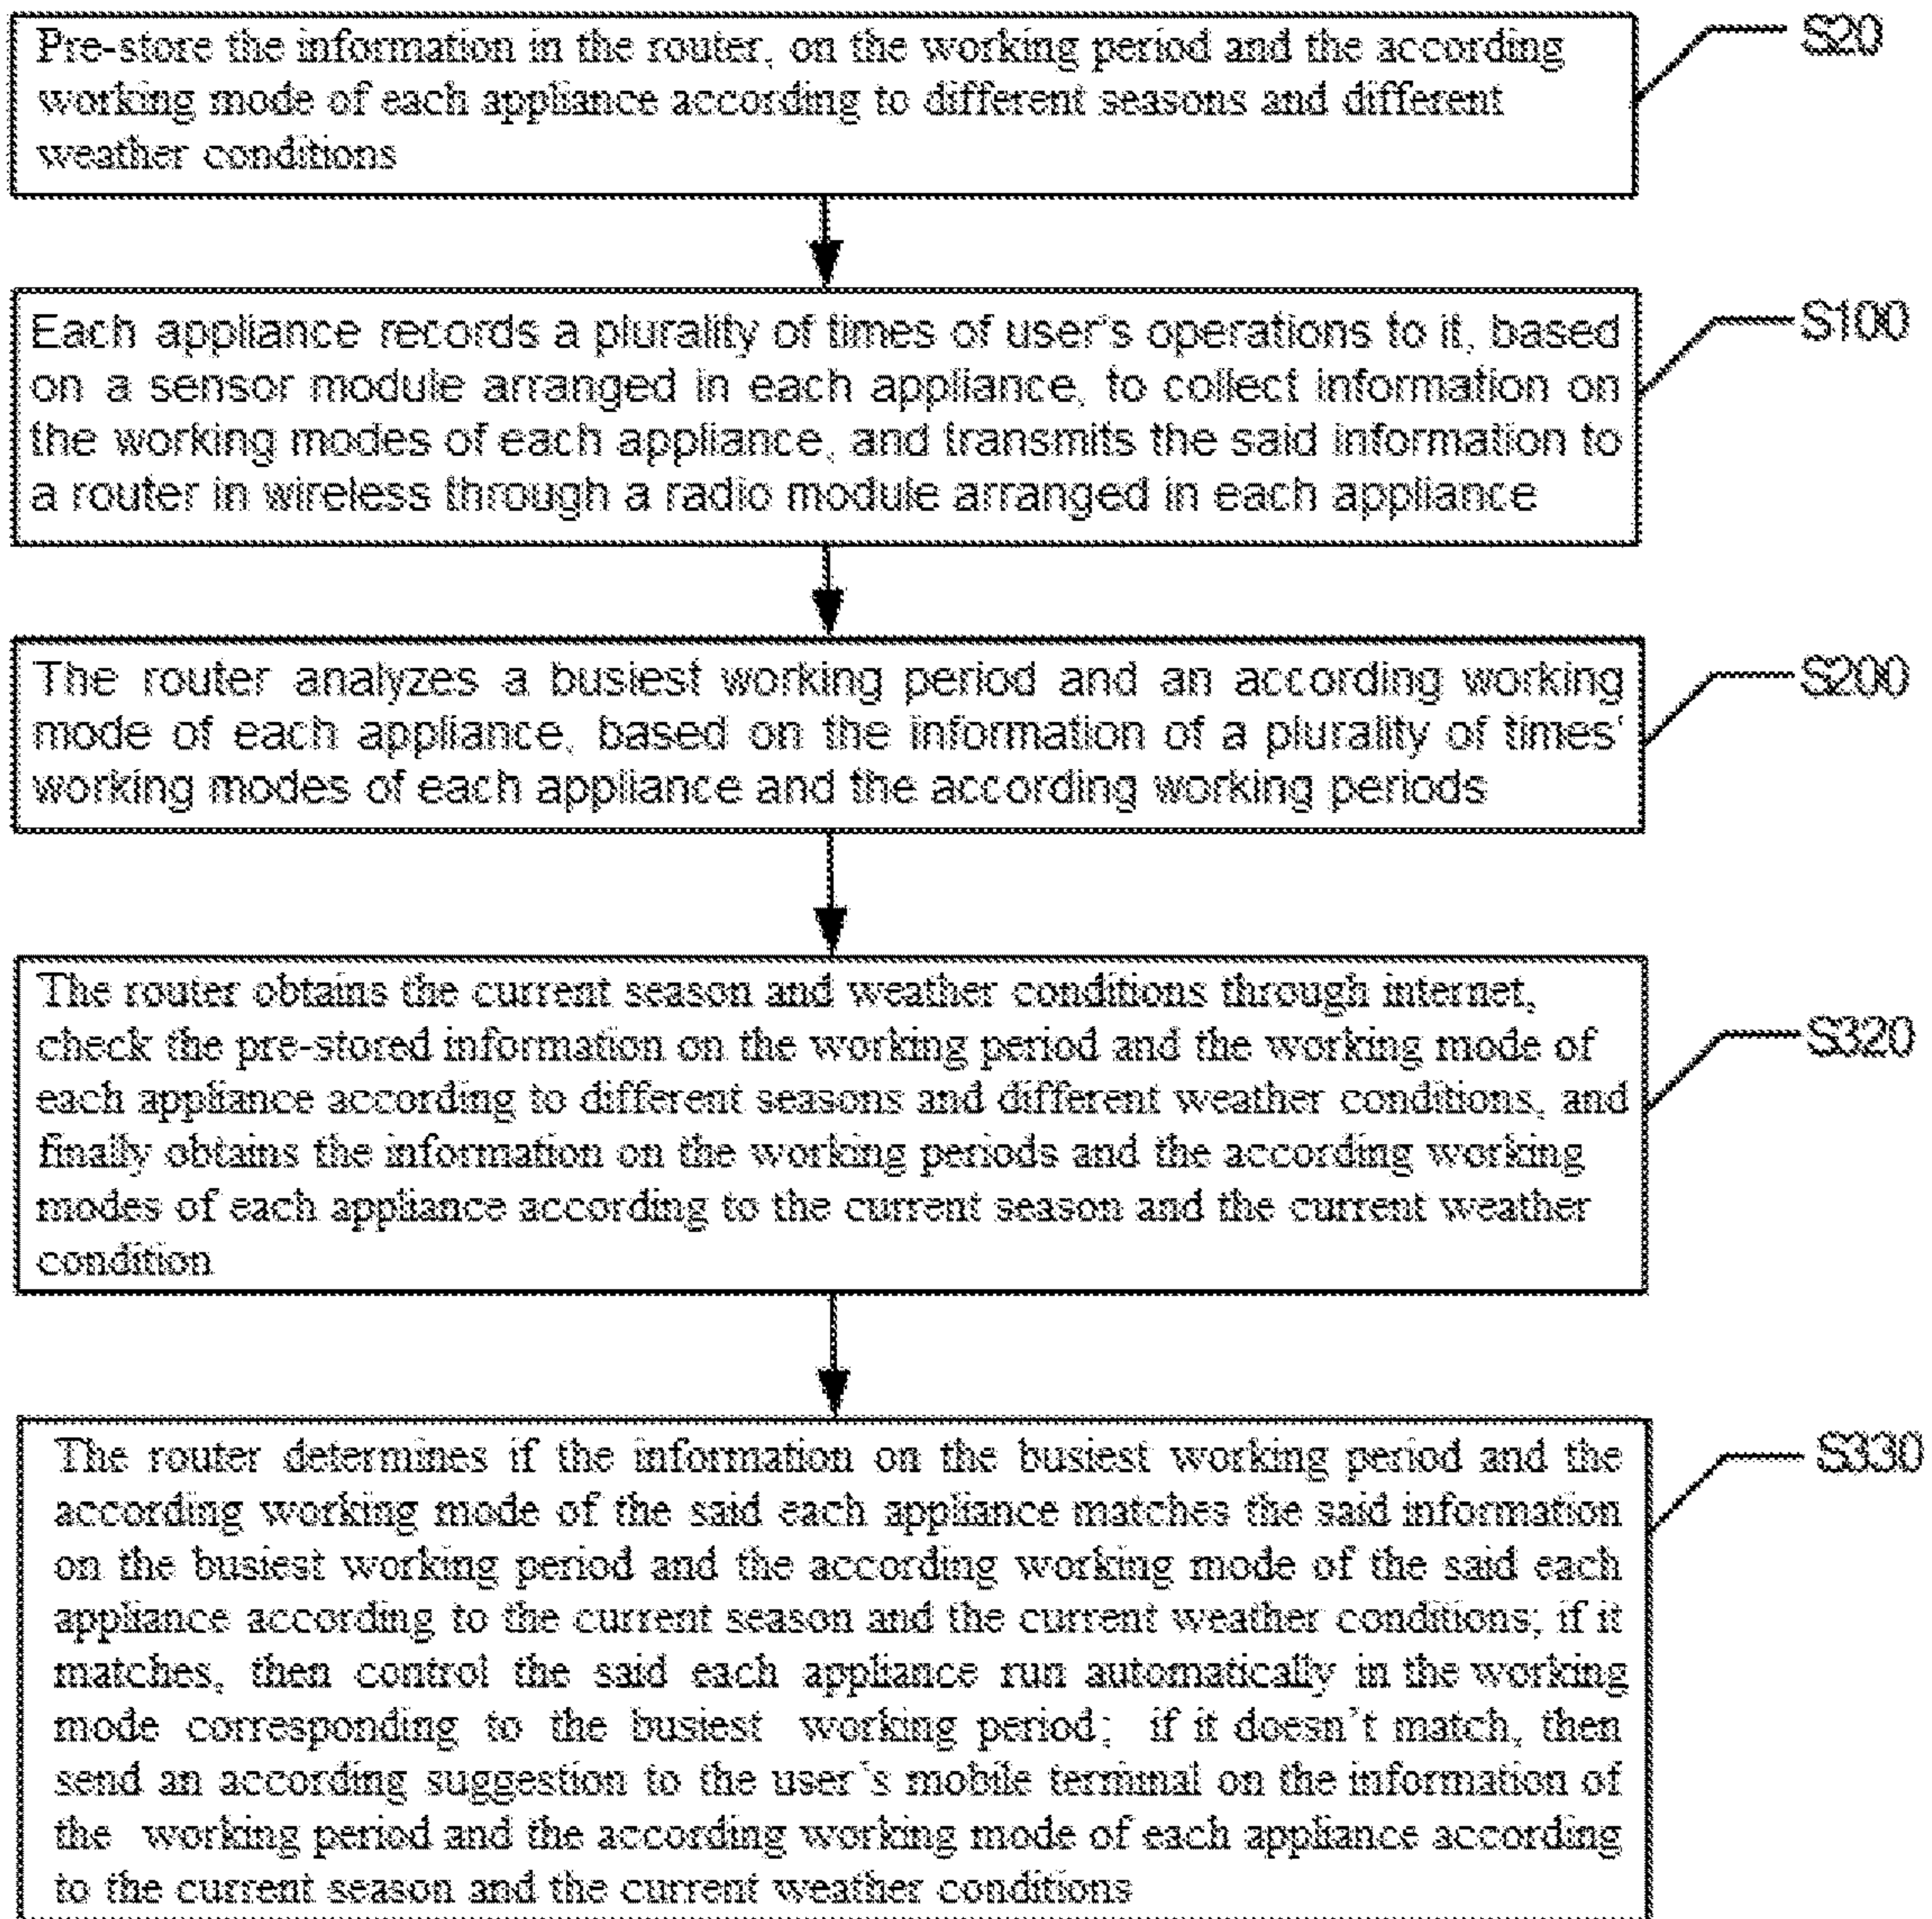 Pre-store the information in the router, on the working period and the according
working mode of each appliance according to different seasons and different
weather conditions
S20
Each appliance records a plurality of times of user's operations to it, based
on a sensor module arranged in each appliance, to collect information on
the working modes of each appliance, and transmits the said information to
a router in wireless through a radio module arranged in each appliance
S100
The router analyzes a busiest working period and an according working
mode of each appliance, based on the information of a plurality of times'
working modes of each appliance and the according working periods
S200
The router obtains the current season and weather conditions through internet,
check the pre-stored information on the working period and the working mode of
each appliance according to different seasons and different weather conditions, and
finally obtains the information on the working periods and the according working
modes of each appliance according to the current season and the current weather
condition
S320
The router determines if the information on the busiest working period and the
according working mode of the said each appliance matches the said information
on the busiest working period and the according working mode of the said each
appliance according to the current season and the current weather conditions; if it
matches, then control the said each appliance run automatically in the working
mode corresponding to the busiest working period; if it doesn't match, then
send an according suggestion to the user's mobile terminal on the information of
the working period and the according working mode of each appliance according
to the current season and the current weather conditions
S330